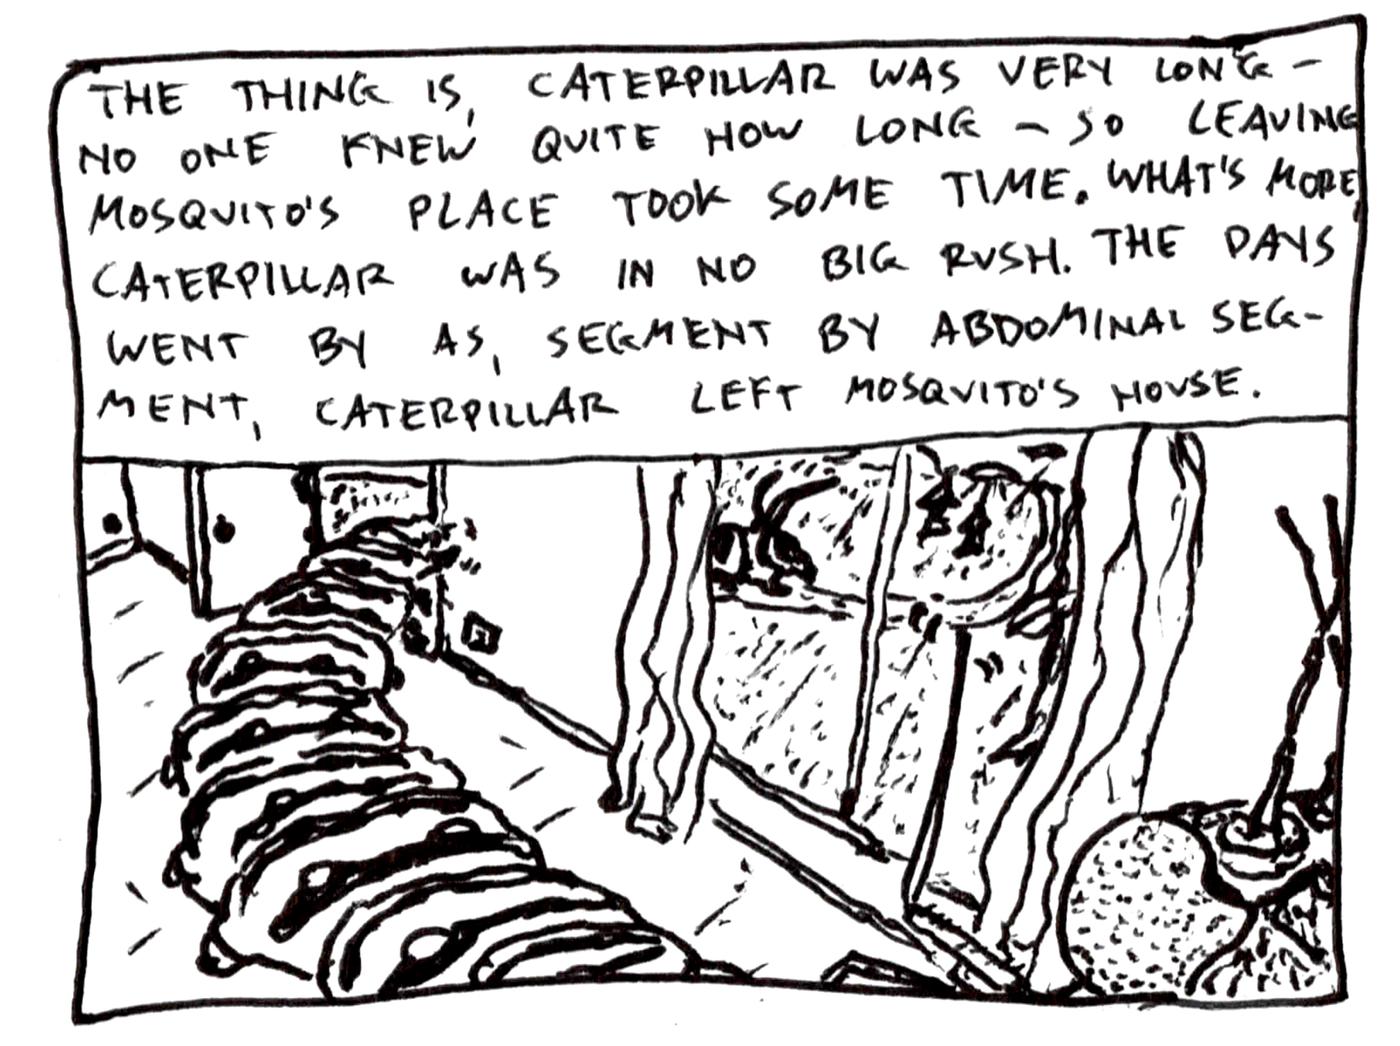 THE THING IS, CATERPILLAR WAS VERY LONG –
NO ONE KNEW QUITE HOW LONG – SO LEAVING
MOSQUITO'S PLACE TOOK SOME TIME. WHAT'S MORE,
CATERPILLAR WAS IN NO BIG RUSH. THE DAYS
WENT BY AS, SEGMENT BY ABDOMINAL SEG-
MENT, CATERPILLAR LEFT MOSQUITO'S HOUSE.